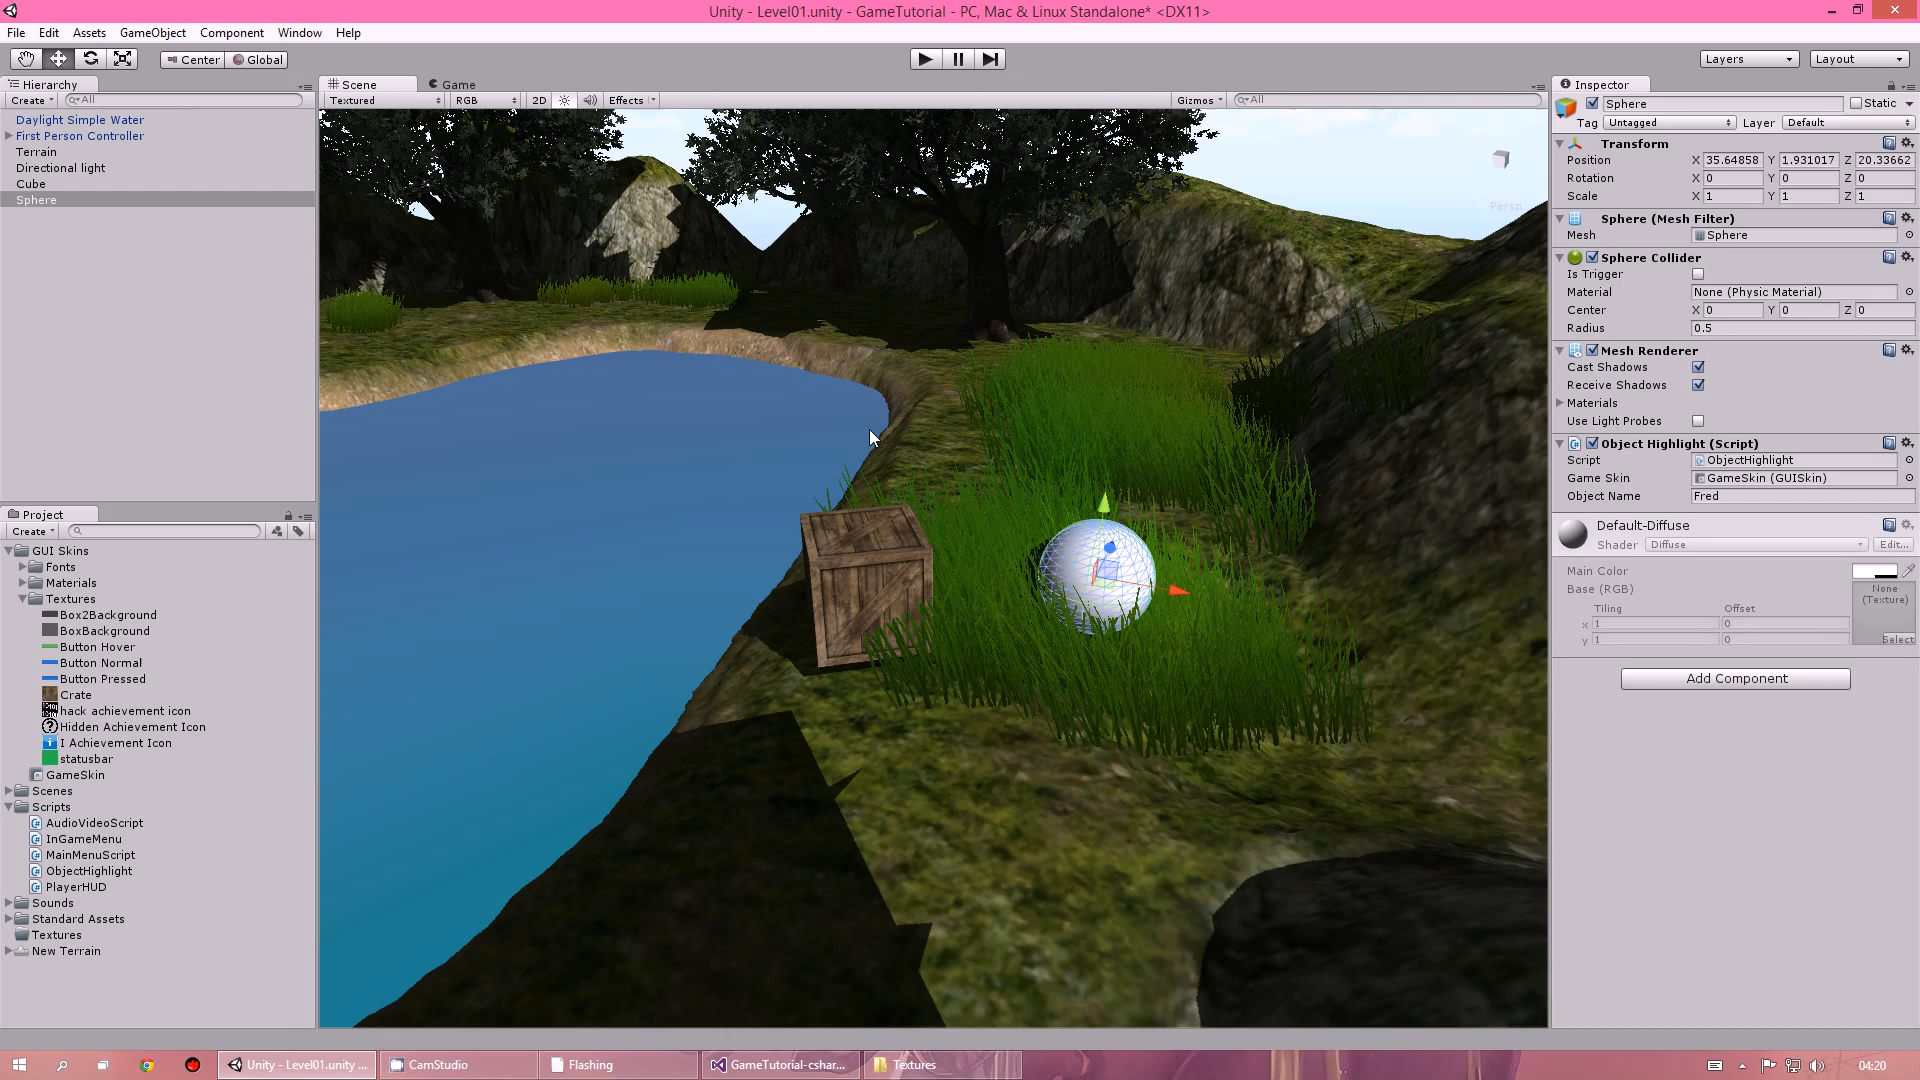 Unity - Level01.unity - GameTutorial - PC, Mac & Linux Standalone* <DX11>
File Edit Assets GameObject Component Window Help
Center Global Layers Layout
Hierarchy
Create All
Daylight Simple Water
First Person Controller
Terrain
Directional light
Cube
Sphere
Project
Create
GUI Skins
Fonts
Materials
Textures
Box2Background
BoxBackground
Button Hover
Button Normal
Button Pressed
Crate
hack achievement icon
Hidden Achievement Icon
I Achievement Icon
statusbar
GameSkin
Scenes
Scripts
AudioVideoScript
InGameMenu
MainMenuScript
ObjectHighlight
PlayerHUD
Sounds
Standard Assets
Textures
New Terrain
Scene Game
Textured RGB 2D Effects Gizmos All
Persp
Inspector
Sphere Static
Tag Untagged Layer Default
Transform
Position X 35.64858 Y 1.931017 Z 20.33662
Rotation X 0 Y 0 Z 0
Scale X 1 Y 1 Z 1
Sphere (Mesh Filter)
Mesh Sphere
Sphere Collider
Is Trigger
Material None (Physic Material)
Center X 0 Y 0 Z 0
Radius 0.5
Mesh Renderer
Cast Shadows
Receive Shadows
Materials
Use Light Probes
Object Highlight (Script)
Script ObjectHighlight
Game Skin GameSkin (GUISkin)
Object Name Fred
Default-Diffuse
Shader Diffuse Edit...
Main Color
Base (RGB) None
(Texture)
Tiling Offset
x 1 0
y 1 0 Select
Add Component
Unity - Level01.unity ... CamStudio Flashing GameTutorial-cshar... Textures 04:20